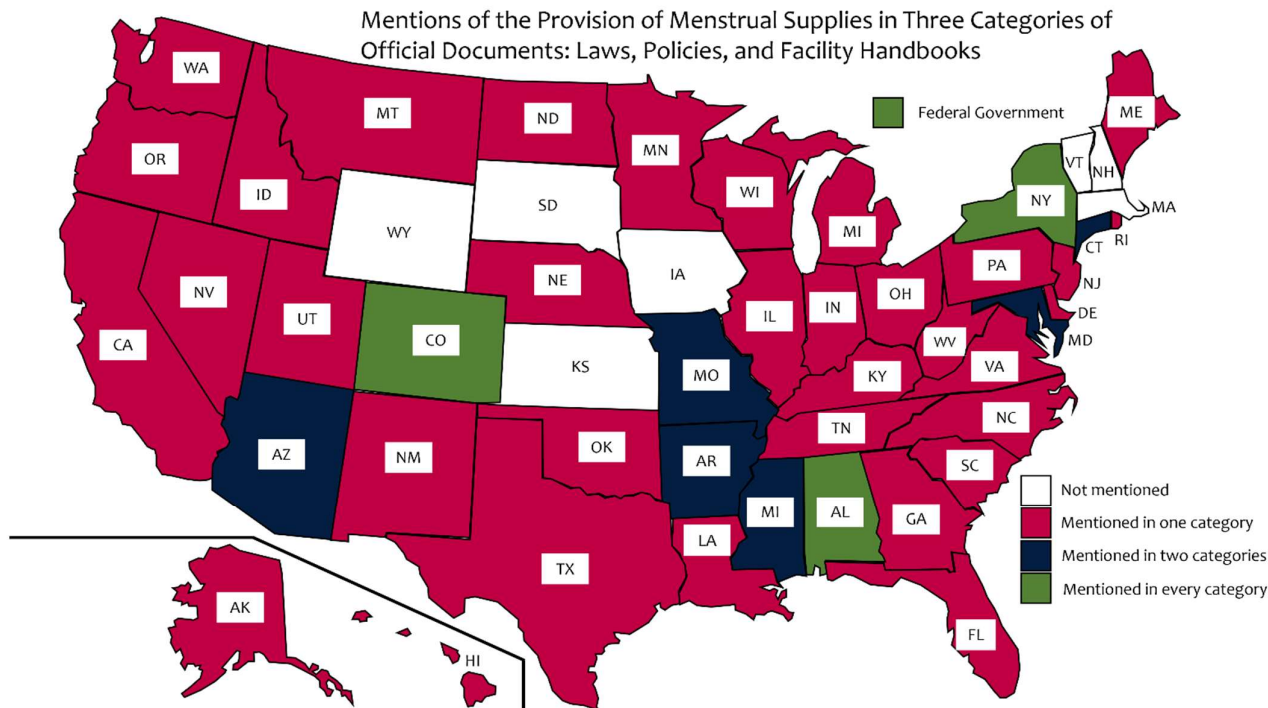 Mentions of the Provision of Menstrual Supplies in Three Categories of
Official Documents: Laws, Policies, and Facility Handbooks
Federal Government
WA
MT
ND
MN
ME
OR
ID
SD
WI
MI
VT
NH
NY
MA
CT
RI
WY
IA
NE
PA
NJ
NV
UT
CO
IL
IN
OH
DE
MD
CA
KS
MO
KY
WV
VA
AZ
NM
OK
AR
TN
NC
SC
MI
AL
GA
LA
TX
FL
AK
HI
Not mentioned
Mentioned in one category
Mentioned in two categories
Mentioned in every category